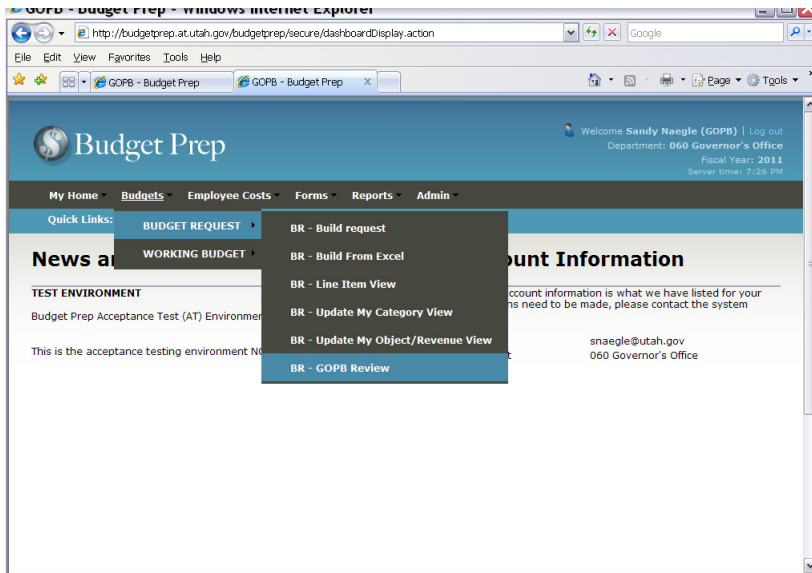 GOPB - Budget Prep - Windows Internet Explorer
http://budgetprep.at.utah.gov/budgetprep/secure/dashboardDisplay.action
Google
File Edit View Favorites Tools Help
GOPB - Budget Prep
GOPB - Budget Prep
Page
Tools
Budget Prep
Welcome Sandy Naegle (GOPB) | Log out
Department: 060 Governor's Office
Fiscal Year: 2011
Server time: 7:26 PM
My Home Budgets Employee Costs Forms Reports Admin
Quick Links:
BUDGET REQUEST
WORKING BUDGET
BR - Build request
BR - Build From Excel
BR - Line Item View
BR - Update My Category View
BR - Update My Object/Revenue View
BR - GOPB Review
News a
ount Information
TEST ENVIRONMENT
Budget Prep Acceptance Test (AT) Environme
This is the acceptance testing environment N
ccount information is what we have listed for your
ns need to be made, please contact the system
snaegle@utah.gov
t
060 Governor's Office